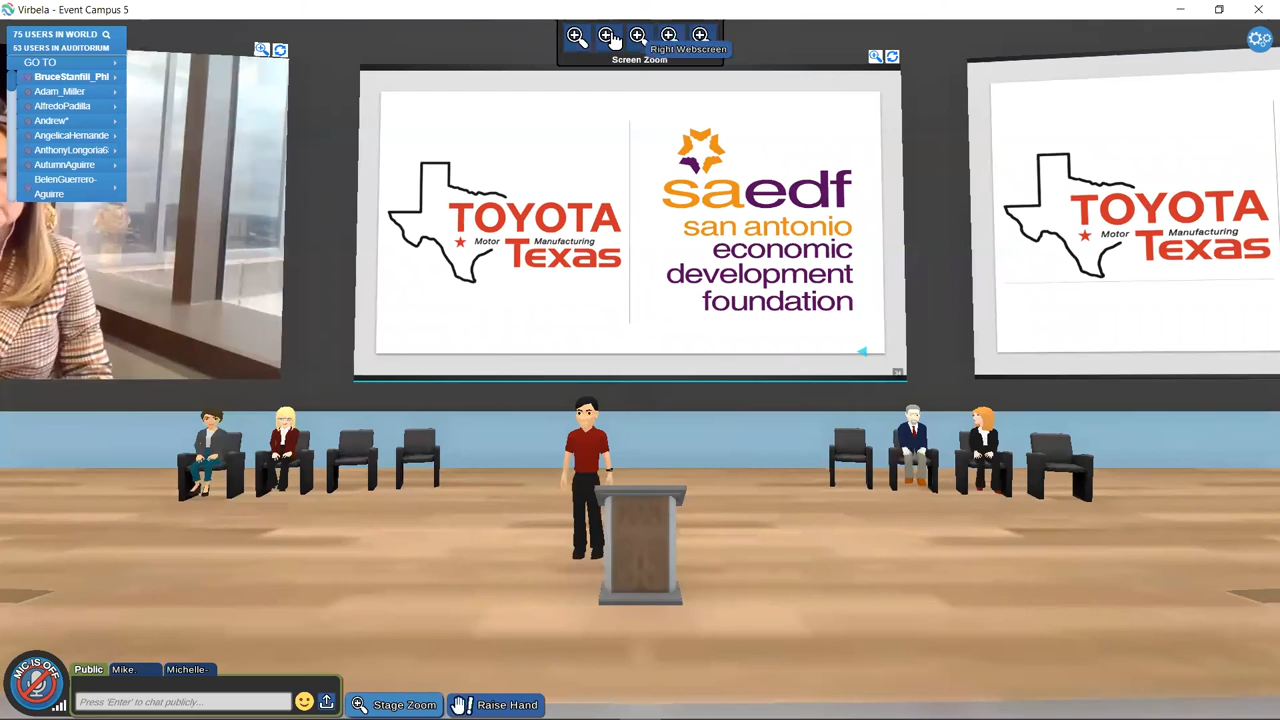 Virbela - Event Campus 5
75 USERS IN WORLD
53 USERS IN AUDITORIUM
GO TO
BruceStanfill_Phi
Adam_Miller
AlfredoPadilla
Andrew*
AngelicaHernande
AnthonyLongoria6
AutumnAguirre
BelenGuerrero-
Aguirre
Right Webscreen
Screen Zoom
TOYOTA
Motor Manufacturing
Texas
saedf
san antonio
economic
development
foundation
TOYOTA
Motor Manufacturing
Texas
MIC IS OFF
Public
Mike.
Michelle-
Press 'Enter' to chat publicly...
Stage Zoom
Raise Hand